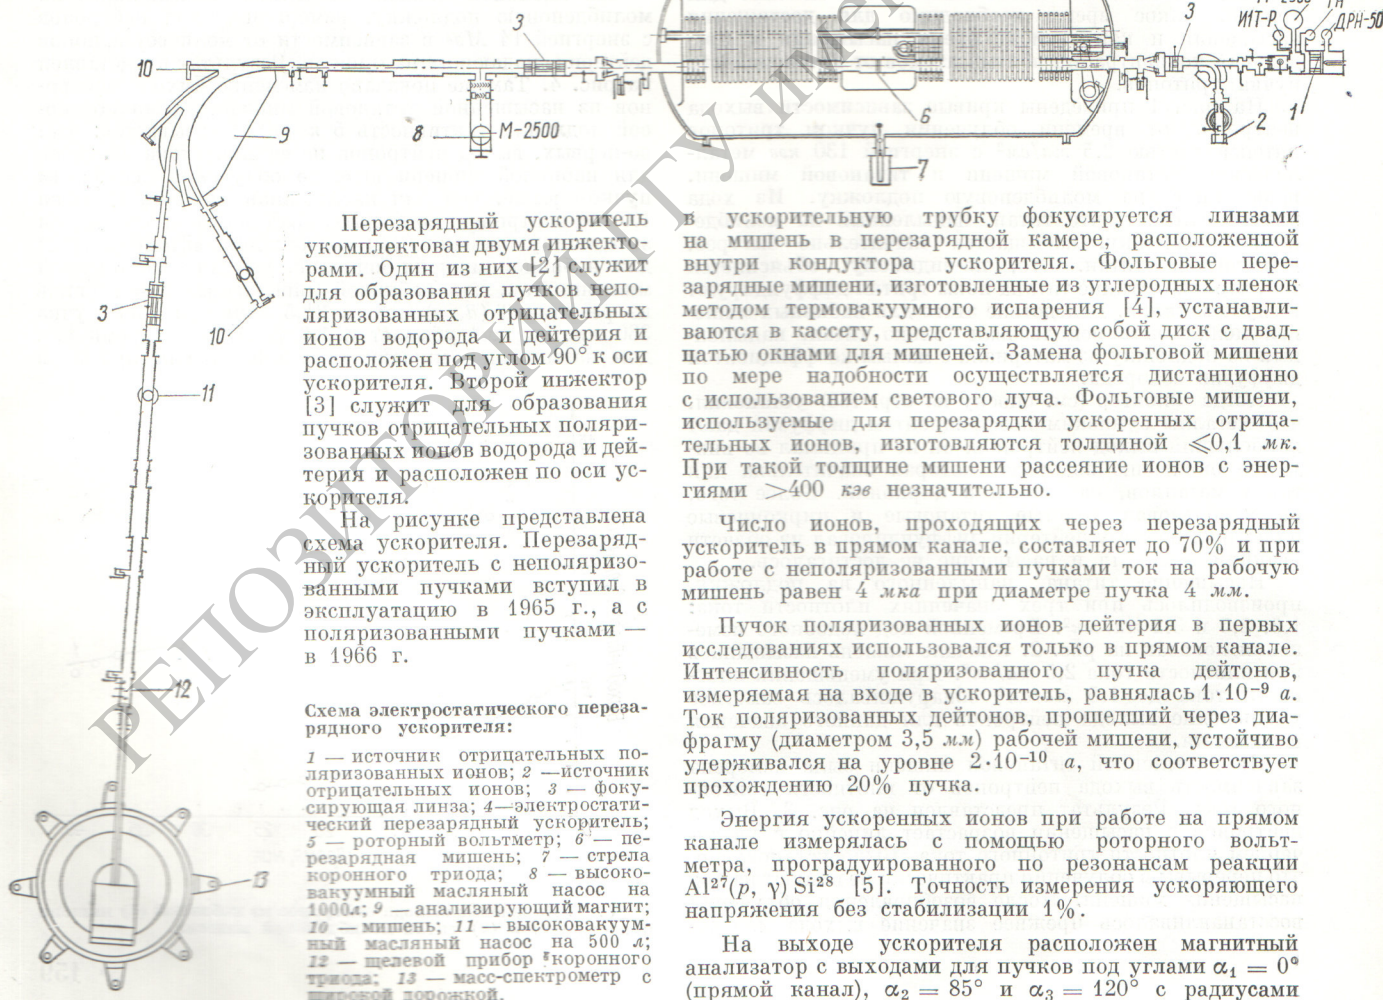 3
3
М-2500
ИТ-Р
ДРН-50
10
9
8
М-2500
6
7
2
1
3
10
11
12
13
Перезарядный ускоритель
укомплектован двумя инжекто-
рами. Один из них [2] служит
для образования пучков непо-
ляризованных отрицательных
ионов водорода и дейтерия и
расположен под углом 90° к оси
ускорителя. Второй инжектор
[3] служит для образования
пучков отрицательных поляри-
зованных ионов водорода и дей-
терия и расположен по оси ус-
корителя.
На рисунке представлена
схема ускорителя. Перезаряд-
ный ускоритель с неполяризо-
ванными пучками вступил в
эксплуатацию в 1965 г., а с
поляризованными пучками —
в 1966 г.
Схема электростатического переза-
рядного ускорителя:
1 — источник отрицательных по-
ляризованных ионов; 2 —источник
отрицательных ионов; 3 — фоку-
сирующая линза; 4—электростати-
ческий перезарядный ускоритель;
5 — роторный вольтметр; 6 — пе-
резарядная мишень; 7 — стрела
коронного триода; 8 — высоко-
вакуумный масляный насос на
1000л; 9 — анализирующий магнит;
10 — мишень; 11 — высоковакуум-
ный масляный насос на 500 л;
12 — щелевой прибор коронного
триода; 13 — масс-спектрометр с
широкой дорожкой.
в ускорительную трубку фокусируется линзами
на мишень в перезарядной камере, расположенной
внутри кондуктора ускорителя. Фольговые пере-
зарядные мишени, изготовленные из углеродных пленок
методом термовакуумного испарения [4], устанавли-
ваются в кассету, представляющую собой диск с двад-
цатью окнами для мишеней. Замена фольговой мишени
по мере надобности осуществляется дистанционно
с использованием светового луча. Фольговые мишени,
используемые для перезарядки ускоренных отрица-
тельных ионов, изготовляются толщиной ⩽0,1 мк.
При такой толщине мишени рассеяние ионов с энер-
гиями >400 кэв незначительно.
Число ионов, проходящих через перезарядный
ускоритель в прямом канале, составляет до 70% и при
работе с неполяризованными пучками ток на рабочую
мишень равен 4 мка при диаметре пучка 4 мм.
Пучок поляризованных ионов дейтерия в первых
исследованиях использовался только в прямом канале.
Интенсивность поляризованного пучка дейтонов,
измеряемая на входе в ускоритель, равнялась 1·10⁻⁹ а.
Ток поляризованных дейтонов, прошедший через диа-
фрагму (диаметром 3,5 мм) рабочей мишени, устойчиво
удерживался на уровне 2·10⁻¹⁰ а, что соответствует
прохождению 20% пучка.
Энергия ускоренных ионов при работе на прямом
канале измерялась с помощью роторного вольт-
метра, проградуированного по резонансам реакции
Al²⁷(p, γ) Si²⁸ [5]. Точность измерения ускоряющего
напряжения без стабилизации 1%.
На выходе ускорителя расположен магнитный
анализатор с выходами для пучков под углами α₁ = 0°
(прямой канал), α₂ = 85° и α₃ = 120° с радиусами
РЕПОЗИТОРИЙ ГГУ имени